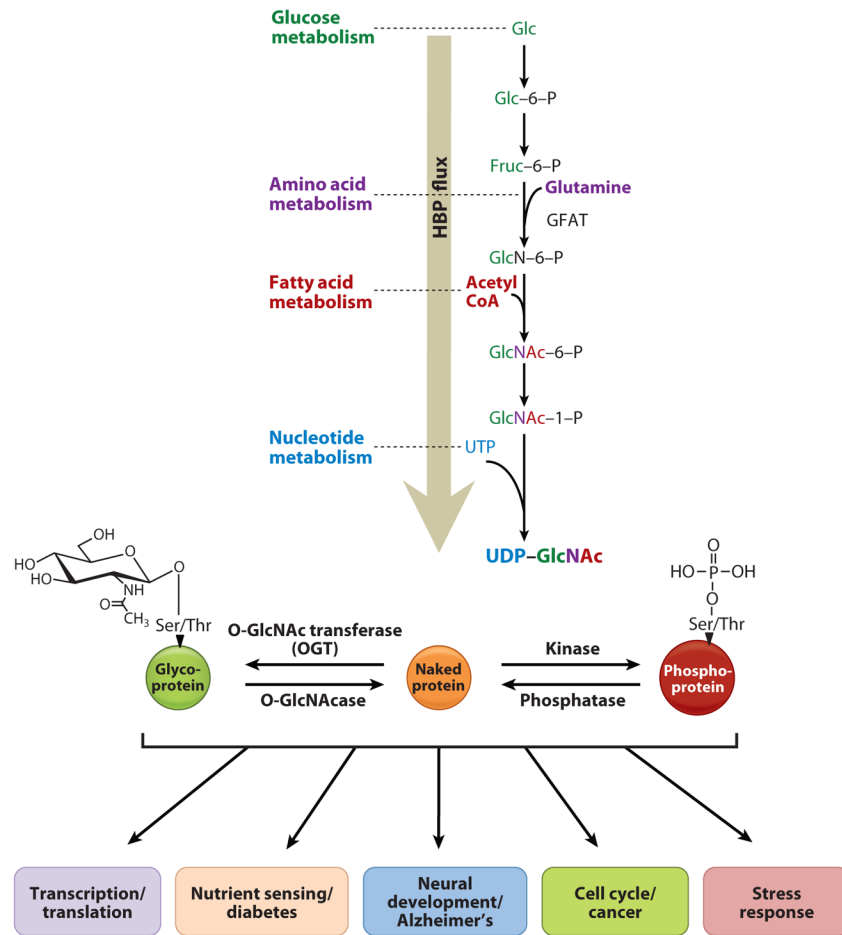 Glucose
metabolism
Glc
Glc–6–P
Fruc–6–P
HBP flux
Amino acid
metabolism
Glutamine
GFAT
GlcN–6–P
Fatty acid
metabolism
Acetyl
CoA
GlcNAc–6–P
GlcNAc–1–P
Nucleotide
metabolism
UTP
UDP–GlcNAc
OH
O
O
HO
HO
NH
O
CH3
Ser/Thr
O
HO–P–OH
O
Ser/Thr
O-GlcNAc transferase
(OGT)
Kinase
Glyco-
protein
Naked
protein
Phospho-
protein
O-GlcNAcase
Phosphatase
Transcription/
translation
Nutrient sensing/
diabetes
Neural
development/
Alzheimer's
Cell cycle/
cancer
Stress
response